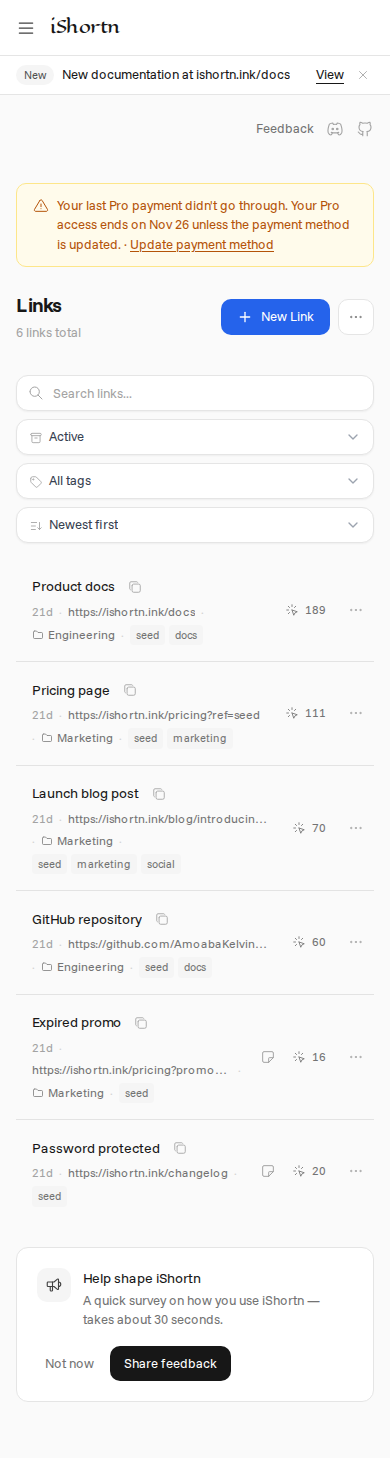 iShortn
New New documentation at ishortn.ink/docs View
Feedback
Your last Pro payment didn't go through. Your Pro
access ends on Nov 26 unless the payment method
is updated. · Update payment method
Links
6 links total
New Link
Search links...
Active
All tags
Newest first
Product docs
21d · https://ishortn.ink/docs ·
Engineering · seed docs
189
Pricing page
21d · https://ishortn.ink/pricing?ref=seed
· Marketing · seed marketing
111
Launch blog post
21d · https://ishortn.ink/blog/introducin...
· Marketing ·
seed marketing social
70
GitHub repository
21d · https://github.com/AmoabaKelvin...
· Engineering · seed docs
60
Expired promo
21d ·
https://ishortn.ink/pricing?promo... ·
Marketing · seed
16
Password protected
21d · https://ishortn.ink/changelog ·
seed
20
Help shape iShortn
A quick survey on how you use iShortn —
takes about 30 seconds.
Not now Share feedback